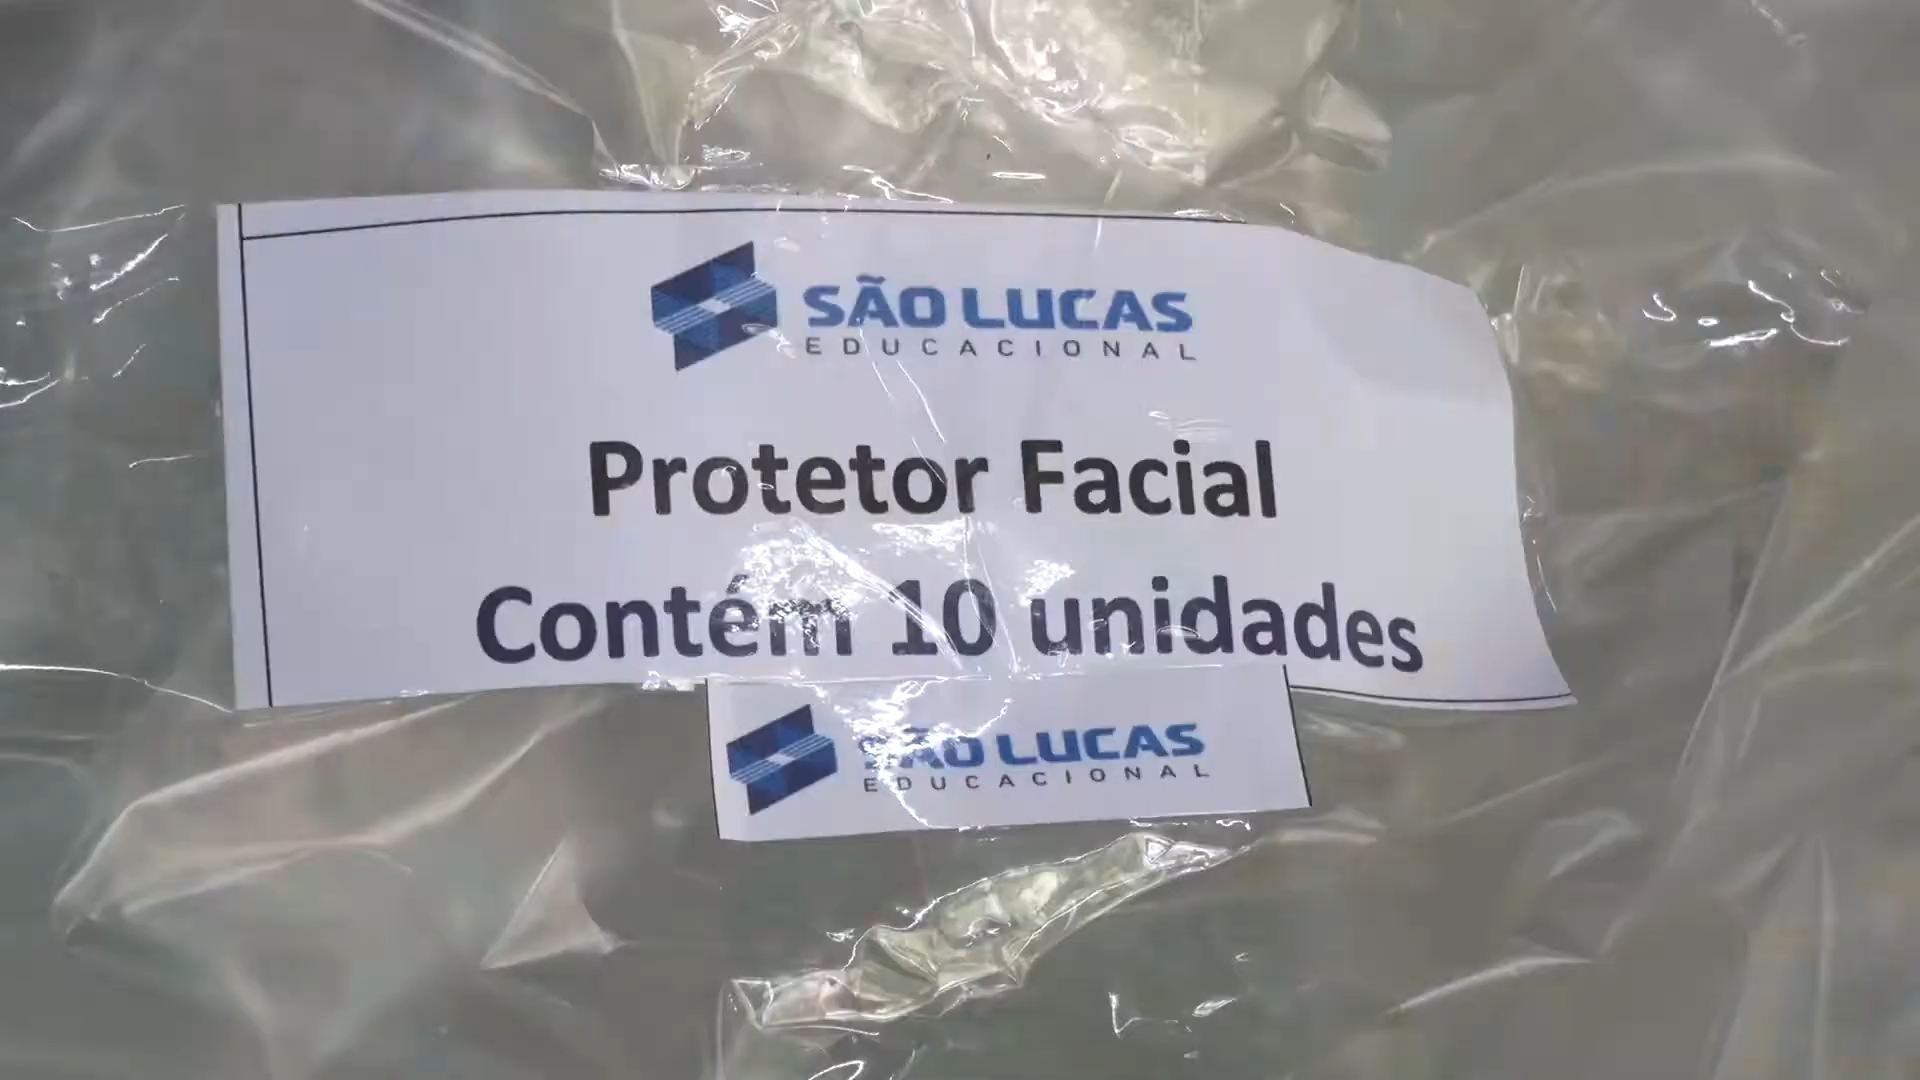 SÃO LUCAS
EDUCACIONAL
Protetor Facial
Contém 10 unidades
SÃO LUCAS
EDUCACIONAL